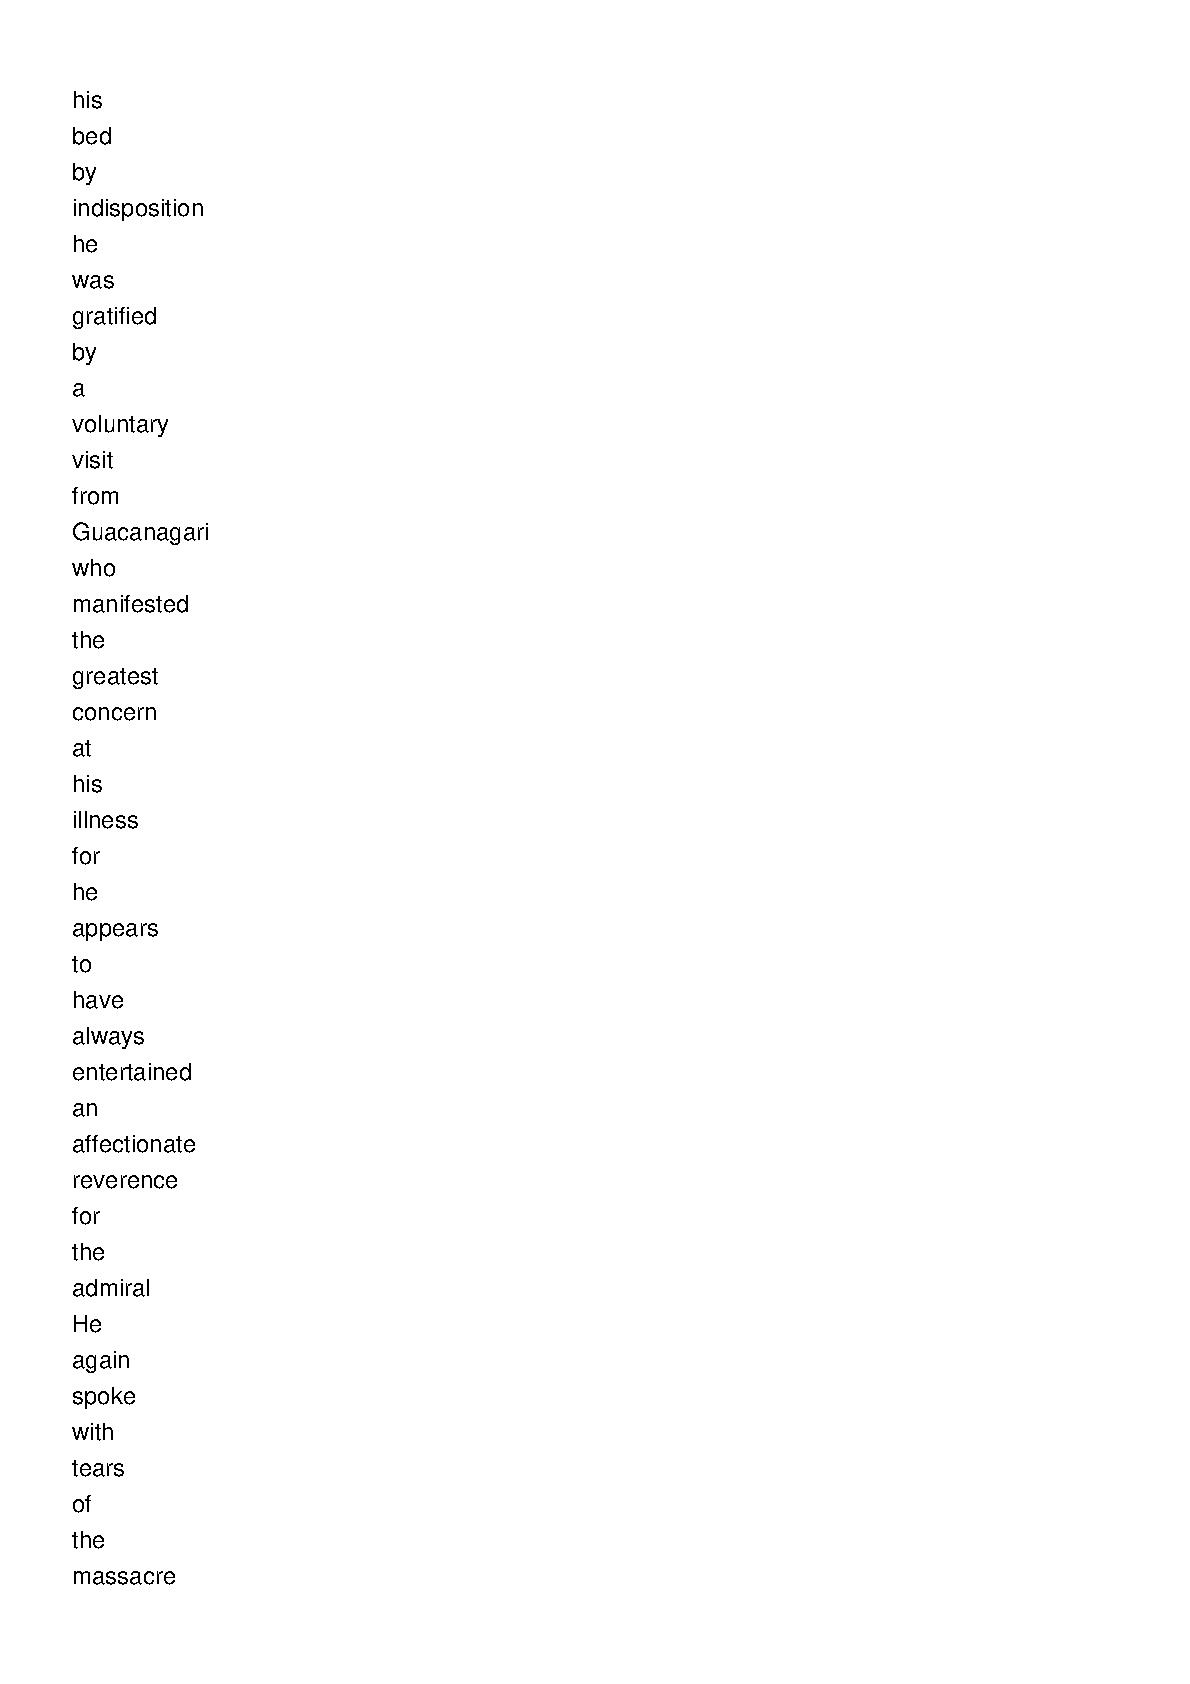 his
bed
by
indisposition
he
was
gratified
by
a
voluntary
visit
from
Guacanagari
who
manifested
the
greatest
concern
at
his
illness
for
he
appears
to
have
always
entertained
an
affectionate
reverence
for
the
admiral
He
again
spoke
with
tears
of
the
massacre